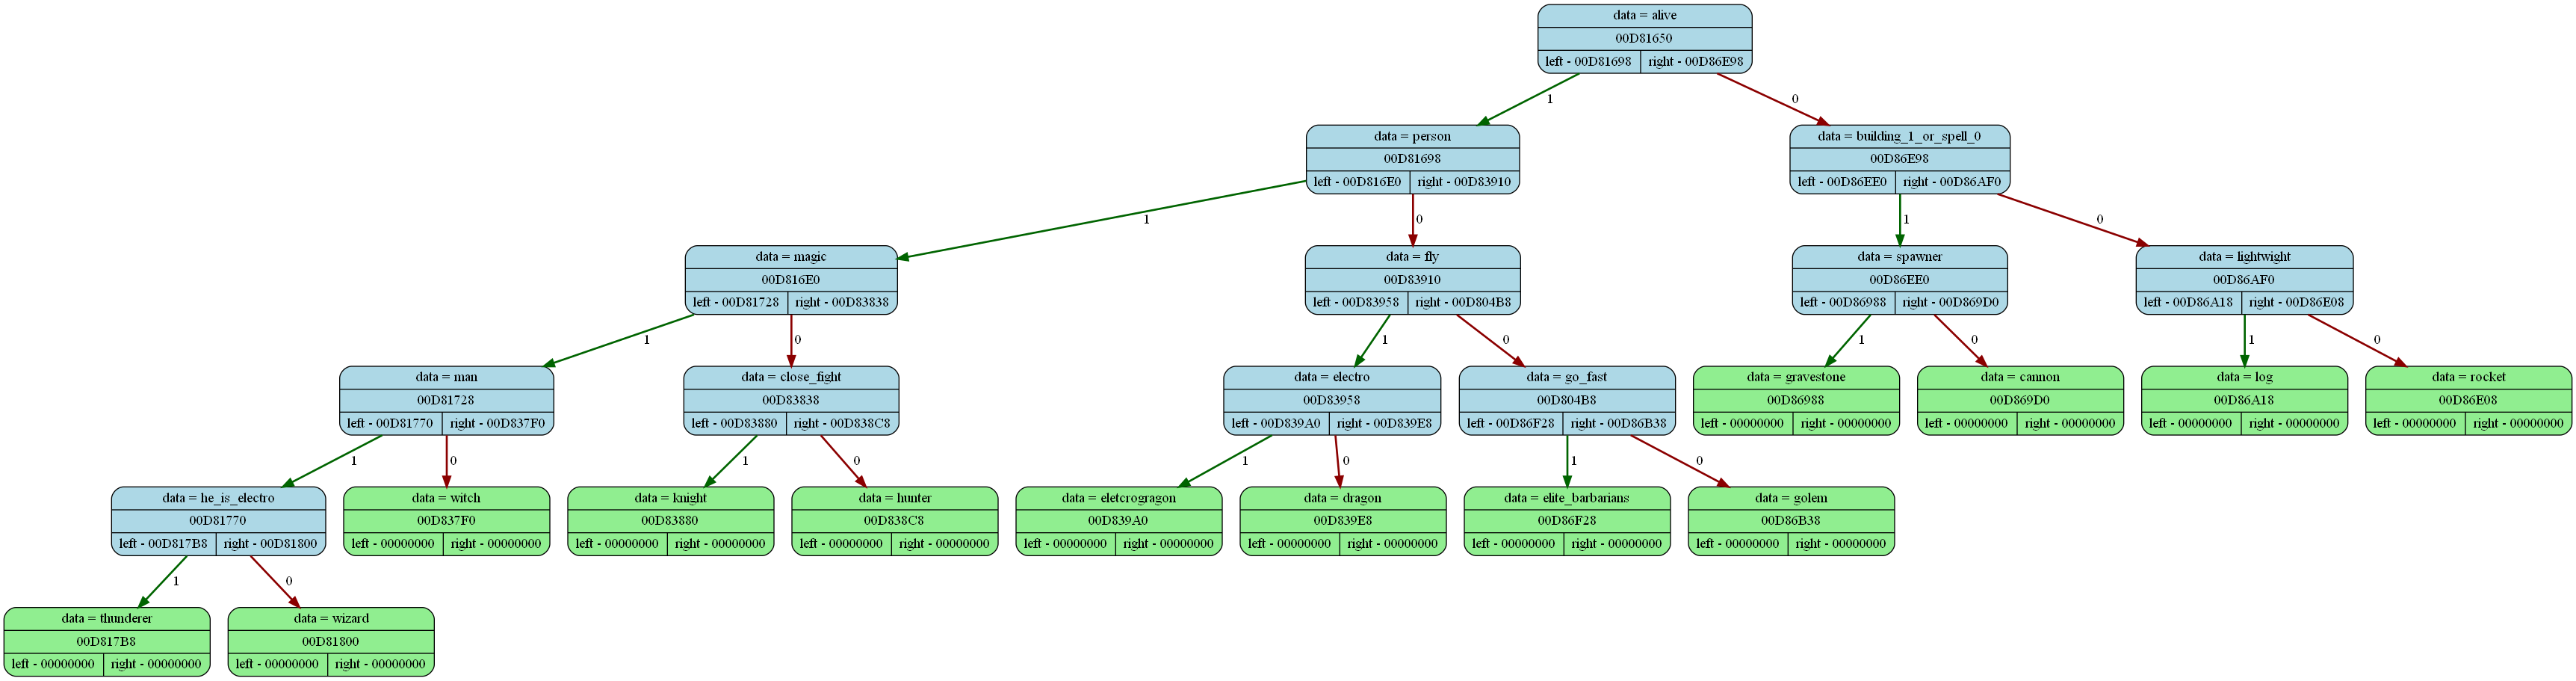 data = alive
00D81650
left - 00D81698 right - 00D86E98
1 0
data = person data = building_1_or_spell_0
00D81698 00D86E98
left - 00D816E0 right - 00D83910 left - 00D86EE0 right - 00D86AF0
1 0 1 0
data = magic data = fly data = spawner data = lightwight
00D816E0 00D83910 00D86EE0 00D86AF0
left - 00D81728 right - 00D83838 left - 00D83958 right - 00D804B8 left - 00D86988 right - 00D869D0 left - 00D86A18 right - 00D86E08
1 0 1 0 1 0 1 0
data = man data = close_fight data = electro data = go_fast data = gravestone data = cannon data = log data = rocket
00D81728 00D83838 00D83958 00D804B8 00D86988 00D869D0 00D86A18 00D86E08
left - 00D81770 right - 00D837F0 left - 00D83880 right - 00D838C8 left - 00D839A0 right - 00D839E8 left - 00D86F28 right - 00D86B38 left - 00000000 right - 00000000 left - 00000000 right - 00000000 left - 00000000 right - 00000000 left - 00000000 right - 00000000
1 0 1 0 1 0 1 0
data = he_is_electro data = witch data = knight data = hunter data = eletcrogragon data = dragon data = elite_barbarians data = golem
00D81770 00D837F0 00D83880 00D838C8 00D839A0 00D839E8 00D86F28 00D86B38
left - 00D817B8 right - 00D81800 left - 00000000 right - 00000000 left - 00000000 right - 00000000 left - 00000000 right - 00000000 left - 00000000 right - 00000000 left - 00000000 right - 00000000 left - 00000000 right - 00000000 left - 00000000 right - 00000000
1 0
data = thunderer data = wizard
00D817B8 00D81800
left - 00000000 right - 00000000 left - 00000000 right - 00000000